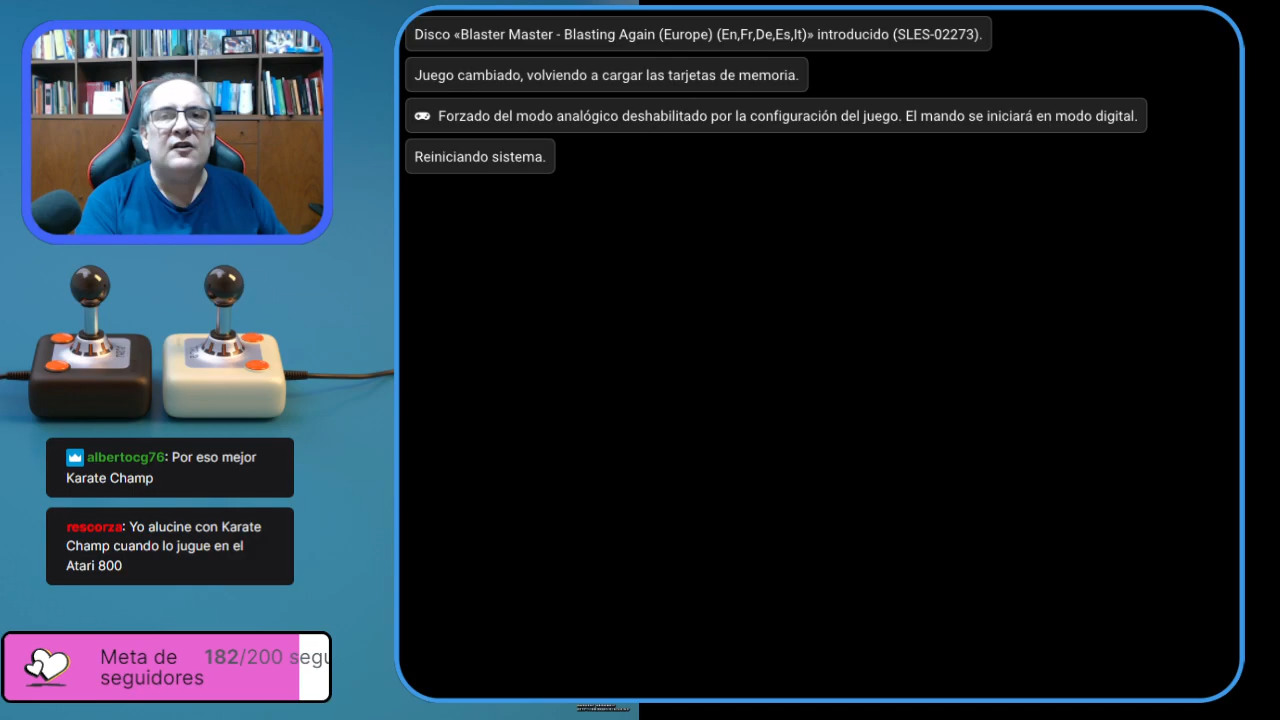 Disco «Blaster Master - Blasting Again (Europe) (En,Fr,De,Es,It)» introducido (SLES-02273).
Juego cambiado, volviendo a cargar las tarjetas de memoria.
Forzado del modo analógico deshabilitado por la configuración del juego. El mando se iniciará en modo digital.
Reiniciando sistema.
albertocg76: Por eso mejor
Karate Champ
rescorza: Yo alucine con Karate
Champ cuando lo jugue en el
Atari 800
Meta de 182/200 segu
seguidores